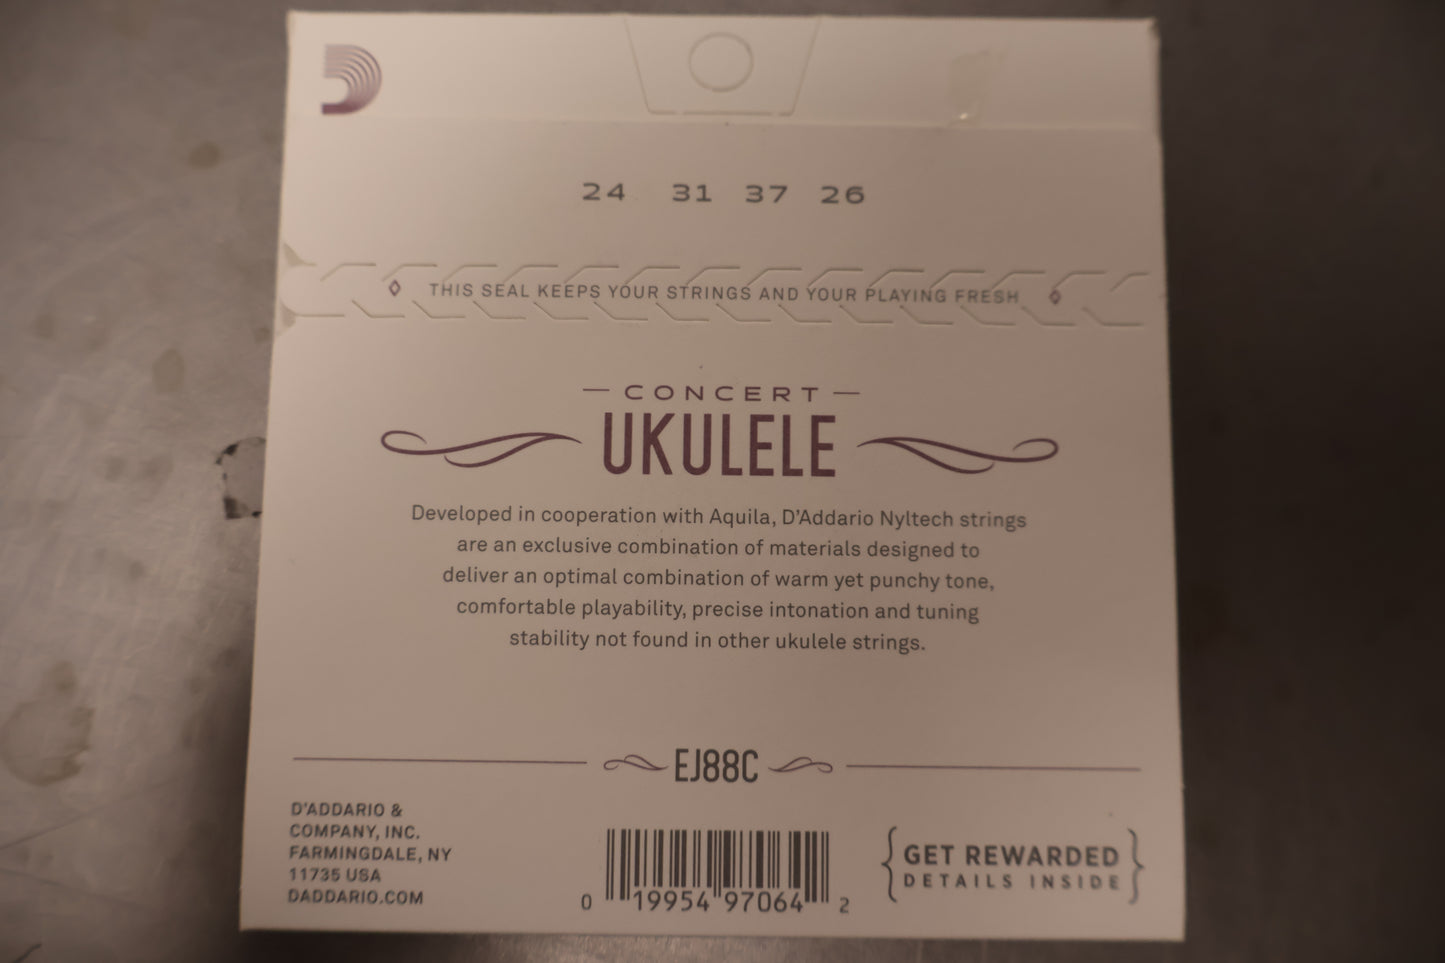 24 31 37 26
THIS SEAL KEEPS YOUR STRINGS AND YOUR PLAYING FRESH
CONCERT
UKULELE
Developed in cooperation with Aquila, D'Addario Nyltech strings
are an exclusive combination of materials designed to
deliver an optimal combination of warm yet punchy tone,
comfortable playability, precise intonation and tuning
stability not found in other ukulele strings.
EJ88C
D'ADDARIO &
COMPANY, INC.
FARMINGDALE, NY
11735 USA
DADDARIO.COM
0 19954 97064 2
{GET REWARDED
DETAILS INSIDE}